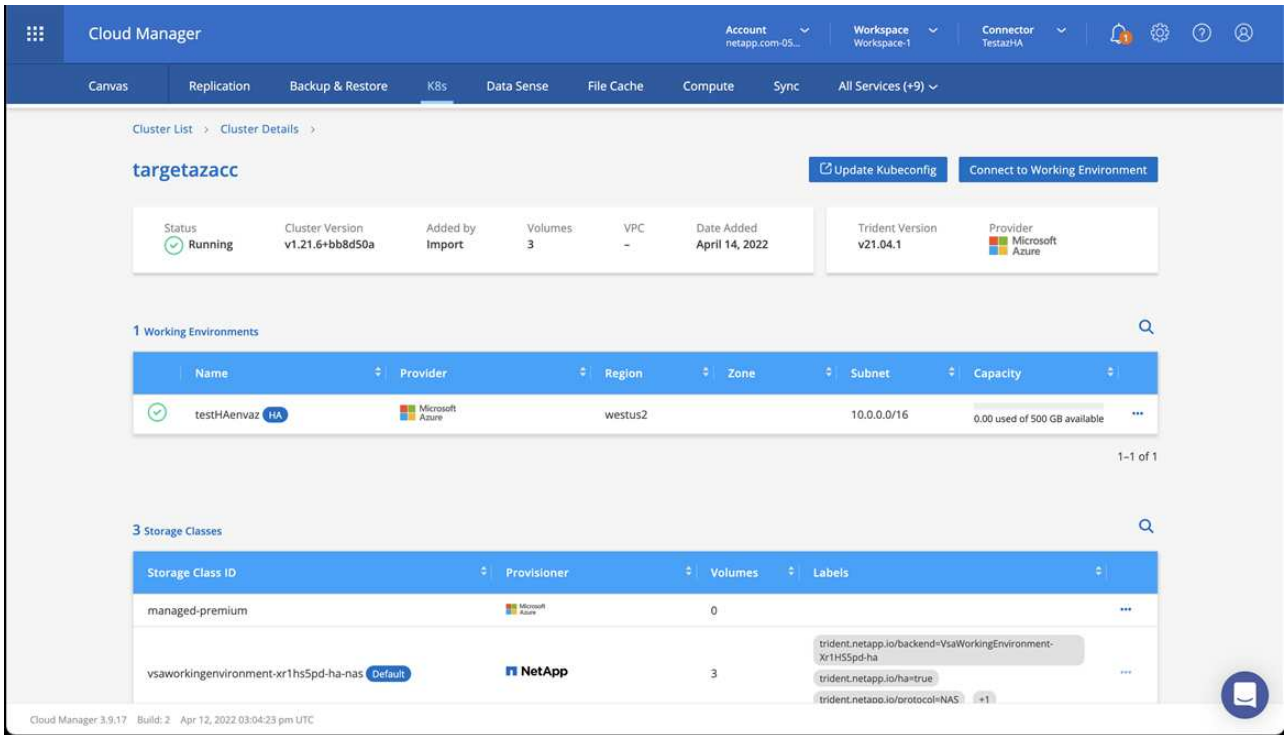 Cloud Manager
Account
netapp.com-05...
Workspace
Workspace-1
Connector
TestazHA
1
Canvas Replication Backup & Restore K8s Data Sense File Cache Compute Sync All Services (+9)
Cluster List > Cluster Details >
targetazacc
Update Kubeconfig
Connect to Working Environment
Status Cluster Version Added by Volumes VPC Date Added Trident Version Provider
Running v1.21.6+bb8d50a Import 3 – April 14, 2022 v21.04.1 Microsoft Azure
1 Working Environments
Name Provider Region Zone Subnet Capacity
testHAenvaz HA Microsoft Azure westus2 10.0.0.0/16 0.00 used of 500 GB available ...
1–1 of 1
3 Storage Classes
Storage Class ID Provisioner Volumes Labels
managed-premium Microsoft Azure 0 ...
trident.netapp.io/backend=VsaWorkingEnvironment-
Xr1HS5pd-ha
vsaworkingenvironment-xr1hs5pd-ha-nas Default NetApp 3 trident.netapp.io/ha=true ...
trident.netapp.io/protocol=NAS +1
Cloud Manager 3.9.17 Build: 2 Apr 12, 2022 03:04:23 pm UTC